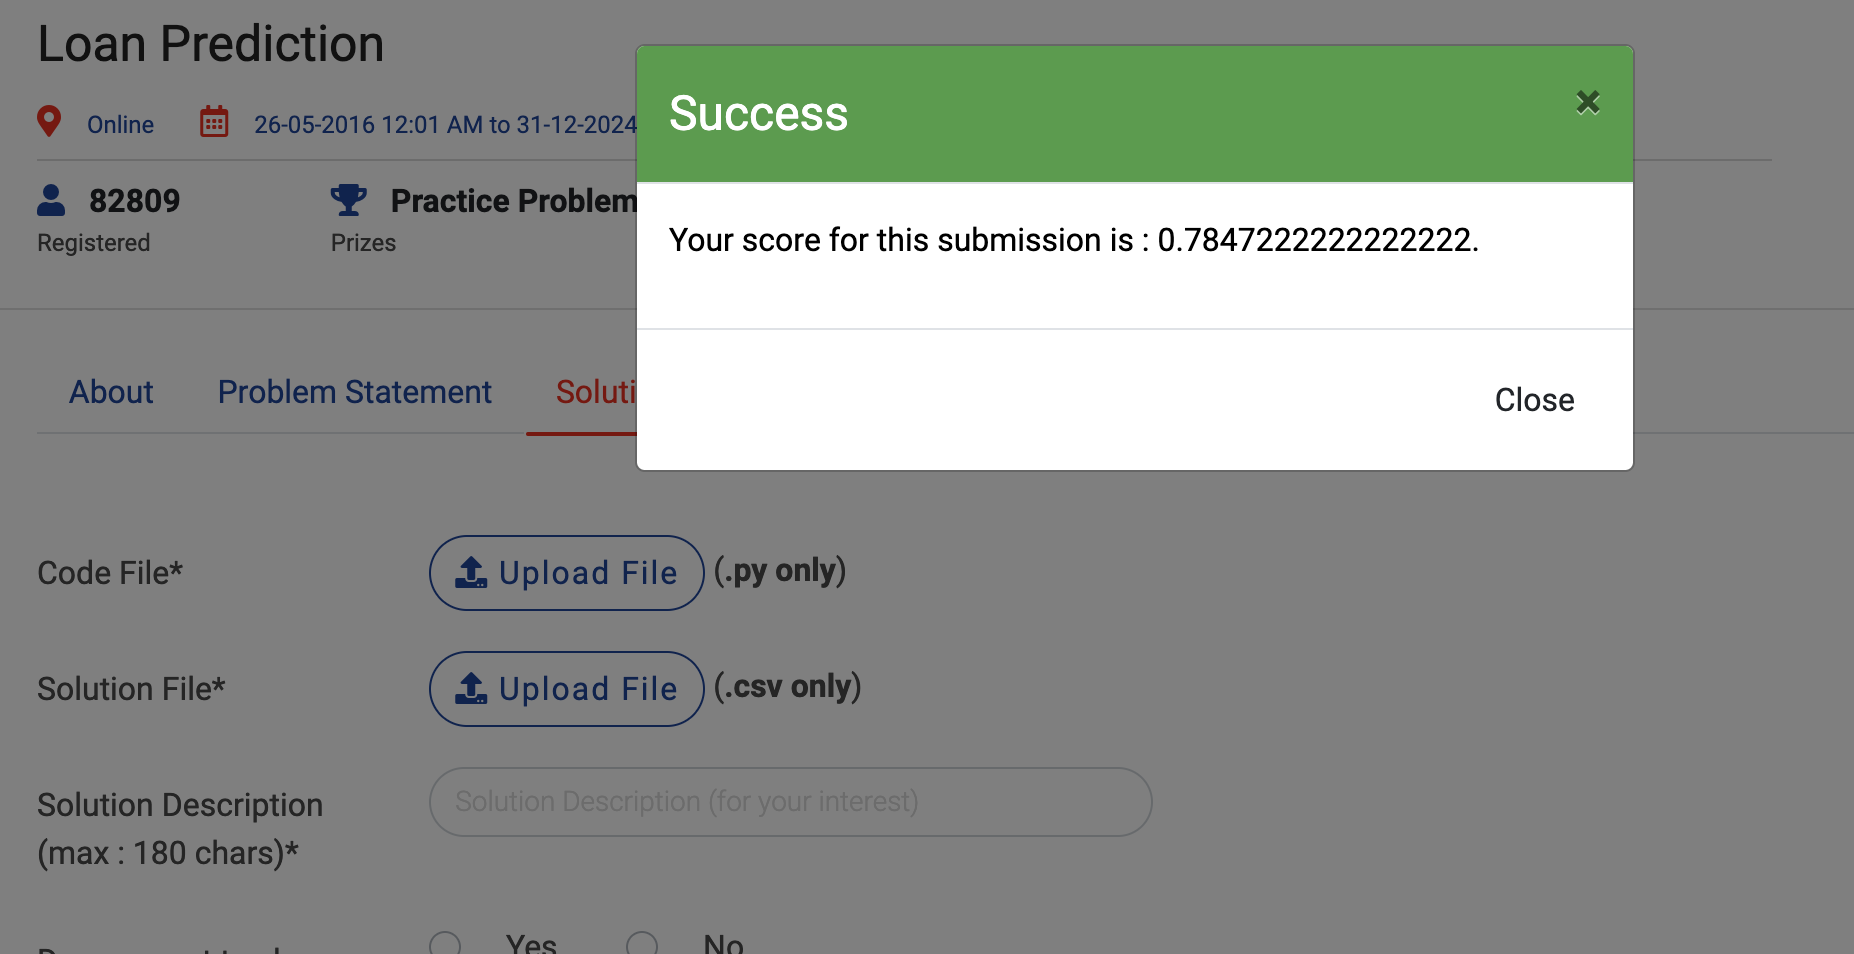 Loan Prediction
Online
26-05-2016 12:01 AM to 31-12-2024
82809
Registered
Practice Problem
Prizes
Success
Your score for this submission is : 0.7847222222222222.
Close
About
Problem Statement
Soluti
Code File*
Upload File
(.py only)
Solution File*
Upload File
(.csv only)
Solution Description
(max : 180 chars)*
Solution Description (for your interest)
Yes
No